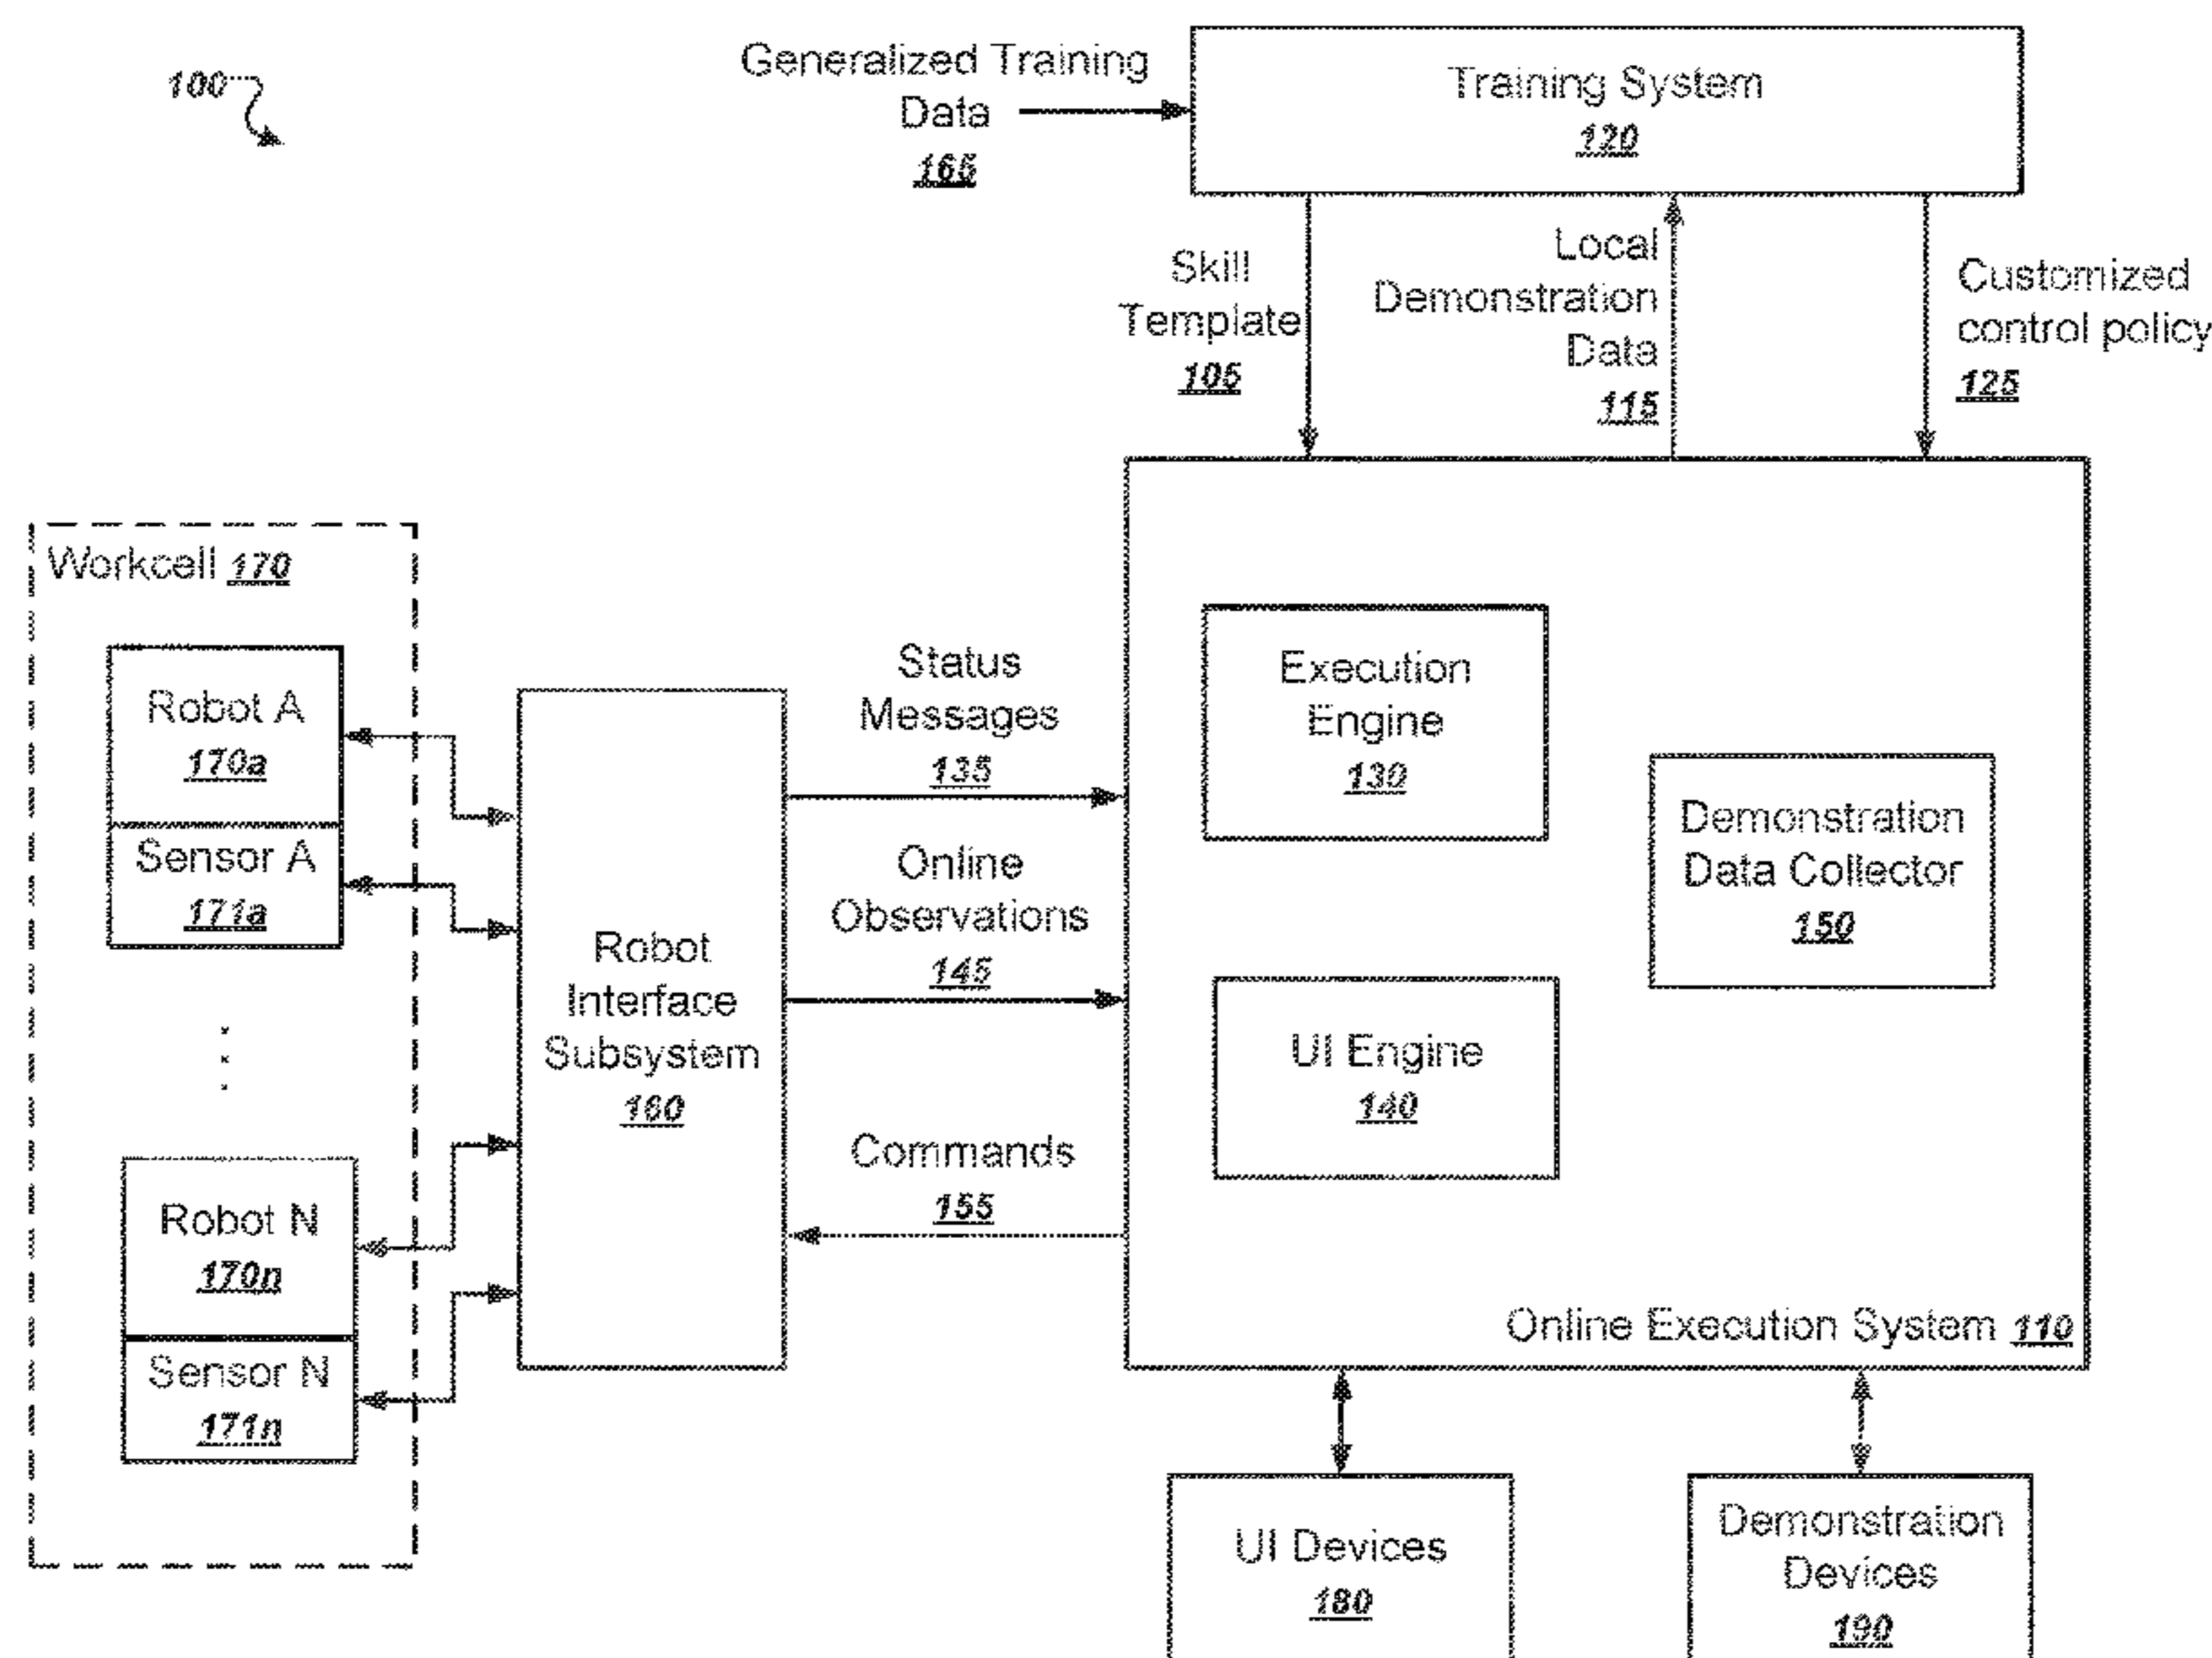 100
Generalized Training
Data
165
Training System
120
Skill
Template
105
Local
Demonstration
Data
115
Customized
control policy
125
Workcell 170
Robot A
170a
Sensor A
171a
Robot N
170n
Sensor N
171n
Robot
Interface
Subsystem
160
Status
Messages
135
Online
Observations
145
Commands
155
Execution
Engine
130
Demonstration
Data Collector
150
UI Engine
140
Online Execution System 110
UI Devices
180
Demonstration
Devices
190